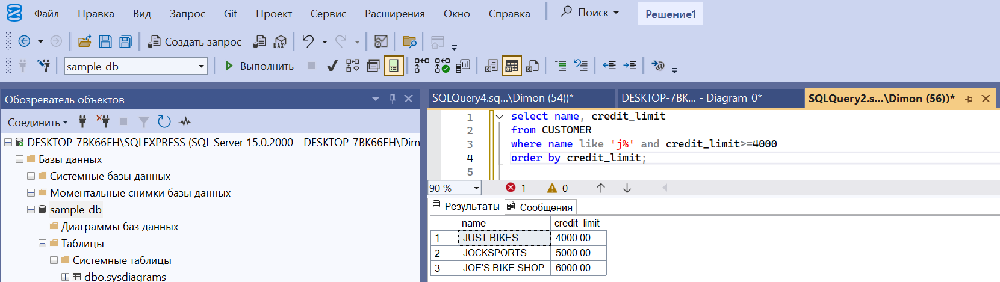 Файл Правка Вид Запрос Git Проект Сервис Расширения Окно Справка Поиск Решение1
Создать запрос DAX
sample_db Выполнить
Обозреватель объектов
Соединить
DESKTOP-7BK66FH\SQLEXPRESS (SQL Server 15.0.2000 - DESKTOP-7BK66FH\Dim
Базы данных
Системные базы данных
Моментальные снимки базы данных
sample_db
Диаграммы баз данных
Таблицы
Системные таблицы
dbo.sysdiagrams
SQLQuery4.sq...\Dimon (54))* DESKTOP-7BK... - Diagram_0* SQLQuery2.s...\Dimon (56))*
1 select name, credit_limit
2 from CUSTOMER
3 where name like 'j%' and credit_limit>=4000
4 order by credit_limit;
5
90 % 1 0
Результаты Сообщения
name credit_limit
1 JUST BIKES 4000.00
2 JOCKSPORTS 5000.00
3 JOE'S BIKE SHOP 6000.00